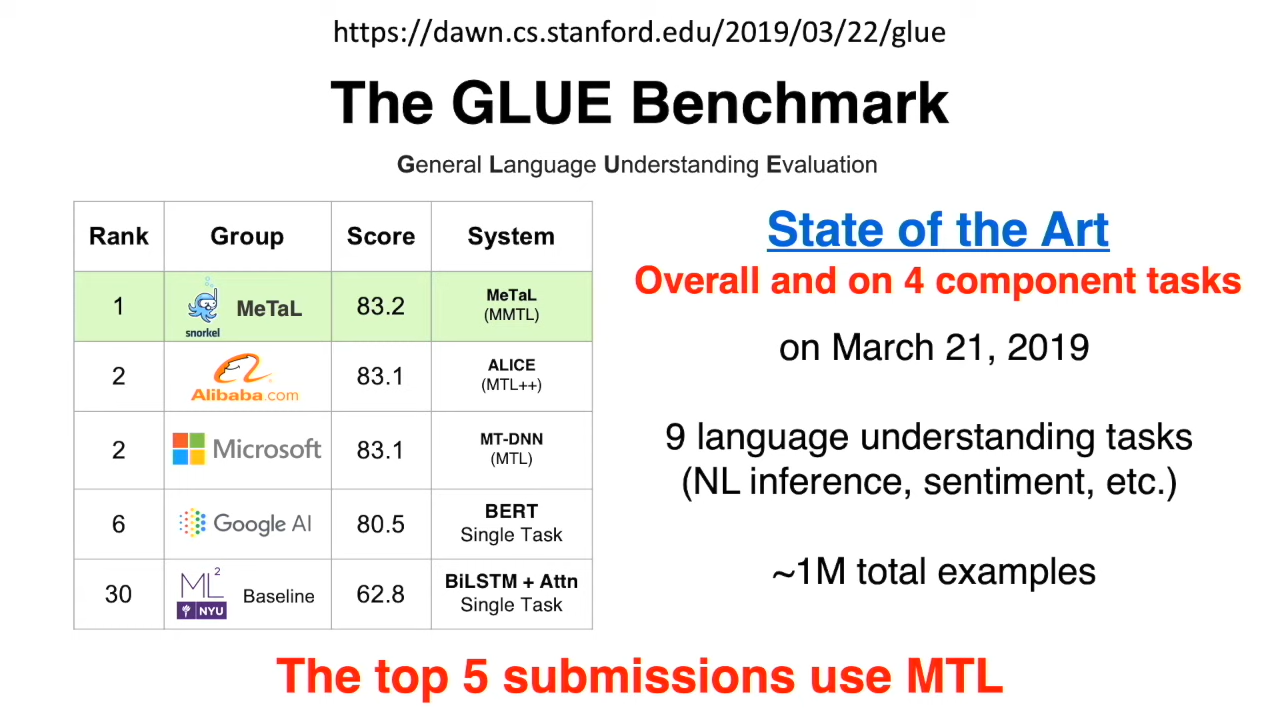 https://dawn.cs.stanford.edu/2019/03/22/glue
The GLUE Benchmark
General Language Understanding Evaluation
Rank Group Score System
1 snorkel MeTaL 83.2 MeTaL (MMTL)
2 Alibaba.com 83.1 ALICE (MTL++)
2 Microsoft 83.1 MT-DNN (MTL)
6 Google AI 80.5 BERT Single Task
30 ML² NYU Baseline 62.8 BiLSTM + Attn Single Task
State of the Art
Overall and on 4 component tasks
on March 21, 2019
9 language understanding tasks
(NL inference, sentiment, etc.)
~1M total examples
The top 5 submissions use MTL